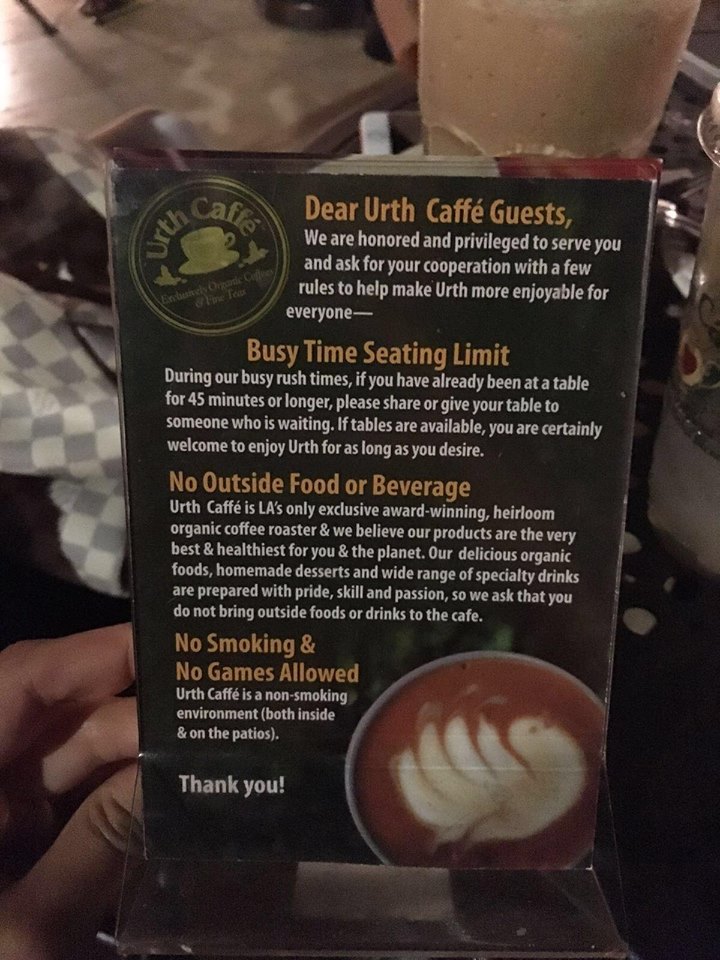 Urth Caffé
Exclusively Organic Coffees
& Fine Teas
Dear Urth Caffé Guests,
We are honored and privileged to serve you
and ask for your cooperation with a few
rules to help make Urth more enjoyable for
everyone—
Busy Time Seating Limit
During our busy rush times, if you have already been at a table
for 45 minutes or longer, please share or give your table to
someone who is waiting. If tables are available, you are certainly
welcome to enjoy Urth for as long as you desire.
No Outside Food or Beverage
Urth Caffé is LA's only exclusive award-winning, heirloom
organic coffee roaster & we believe our products are the very
best & healthiest for you & the planet. Our delicious organic
foods, homemade desserts and wide range of specialty drinks
are prepared with pride, skill and passion, so we ask that you
do not bring outside foods or drinks to the cafe.
No Smoking &
No Games Allowed
Urth Caffé is a non-smoking
environment (both inside
& on the patios).
Thank you!